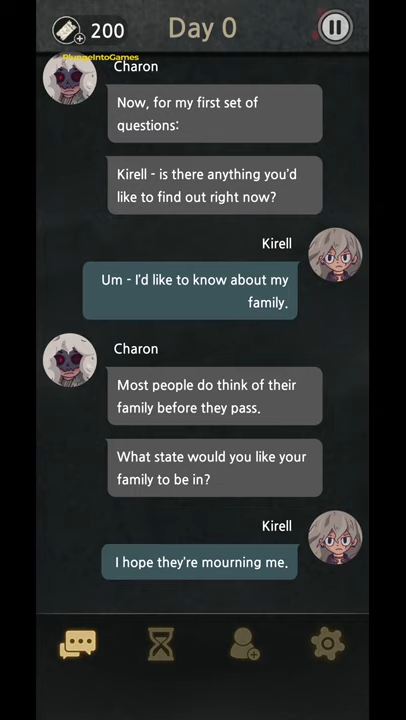 200
Day 0
PlungeIntoGames
Charon
Now, for my first set of
questions:
Kirell - is there anything you'd
like to find out right now?
Kirell
Um - I'd like to know about my
family.
Charon
Most people do think of their
family before they pass.
What state would you like your
family to be in?
Kirell
I hope they're mourning me.